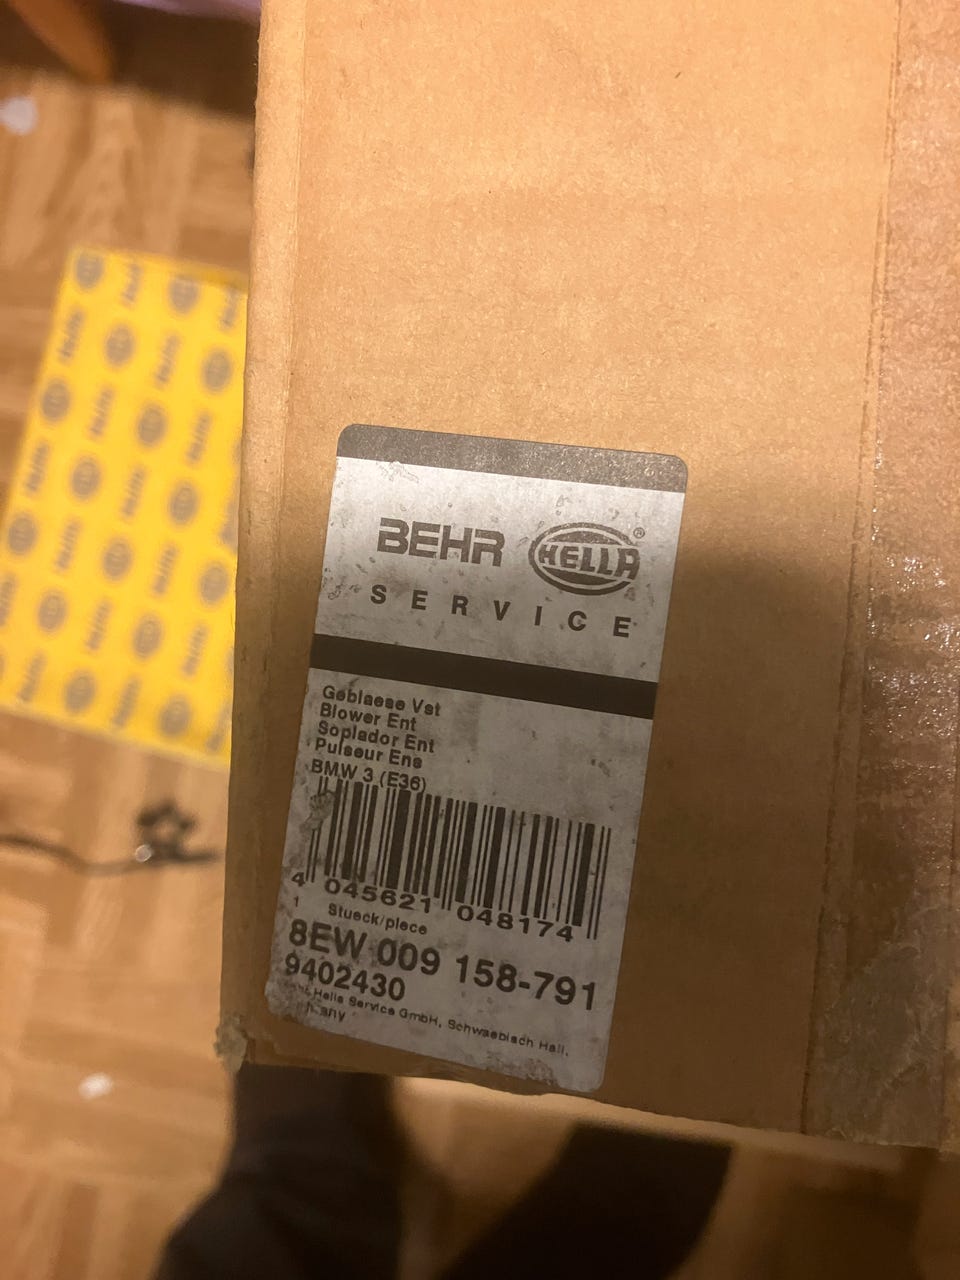 BEHR HELLA®
SERVICE
Geblaese Vst
Blower Ent
Soplador Ent
Pulseur Ens
BMW 3 (E36)
4 045621 048174
1 Stueck/piece
8EW 009 158-791
9402430
Hella Service GmbH, Schwaebisch Hall,